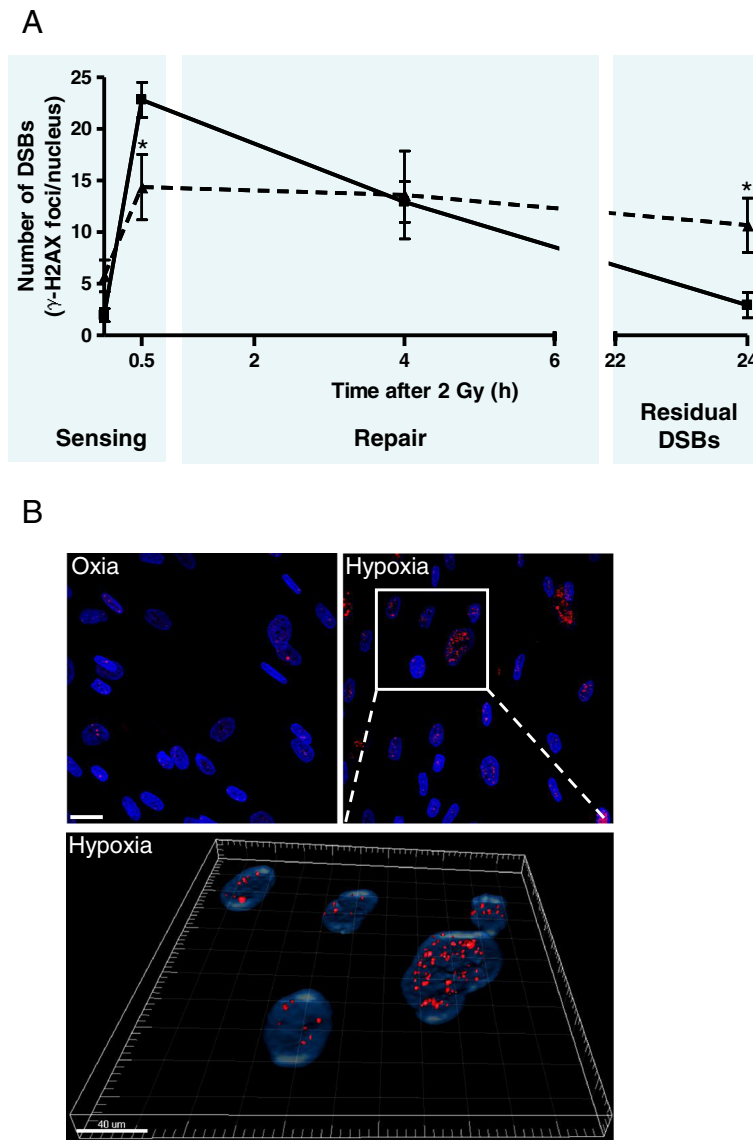 A
Number of DSBs
(γ-H2AX foci/nucleus)
25
20
15
10
5
0
*
*
0.5
2
4
6
22
24
Time after 2 Gy (h)
Sensing
Repair
Residual
DSBs
B
Oxia
Hypoxia
Hypoxia
40 um